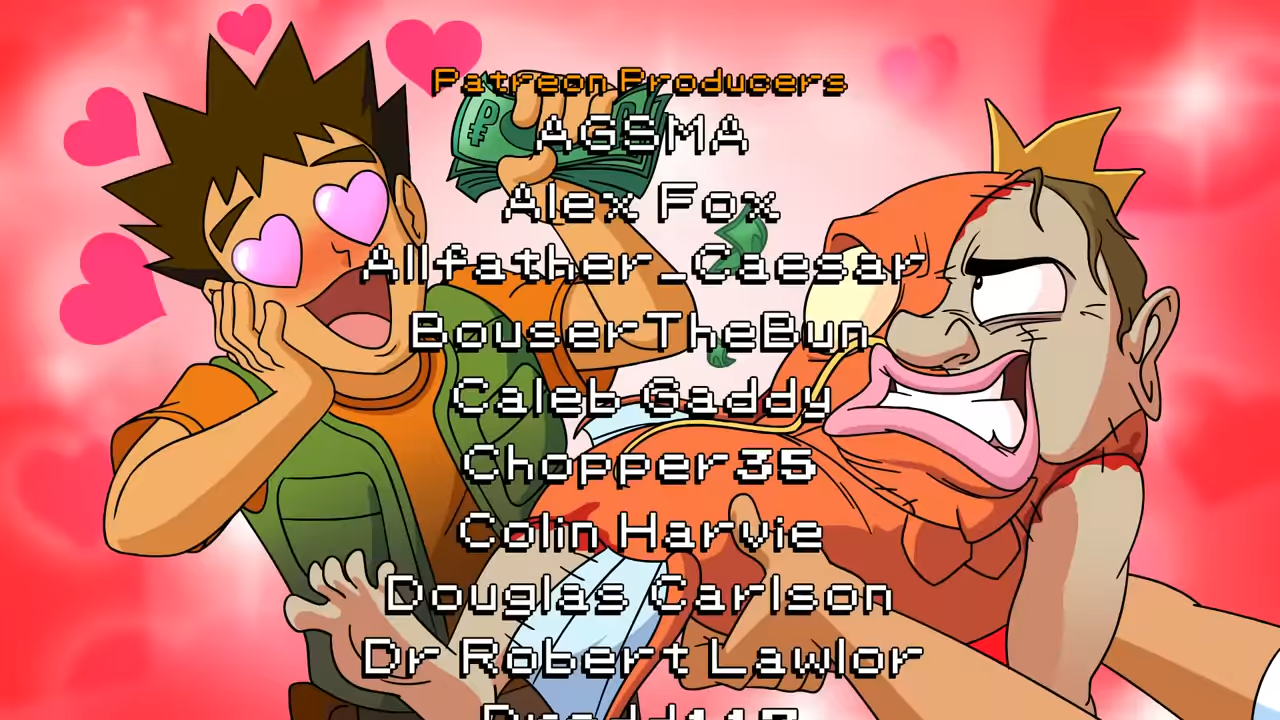 Patreon Producers
AGSMA
Alex Fox
Allfather_Caesar
BouserTheBun
Caleb Gaddy
Chopper35
Colin Harvie
Douglas Carlson
Dr Robert Lawlor